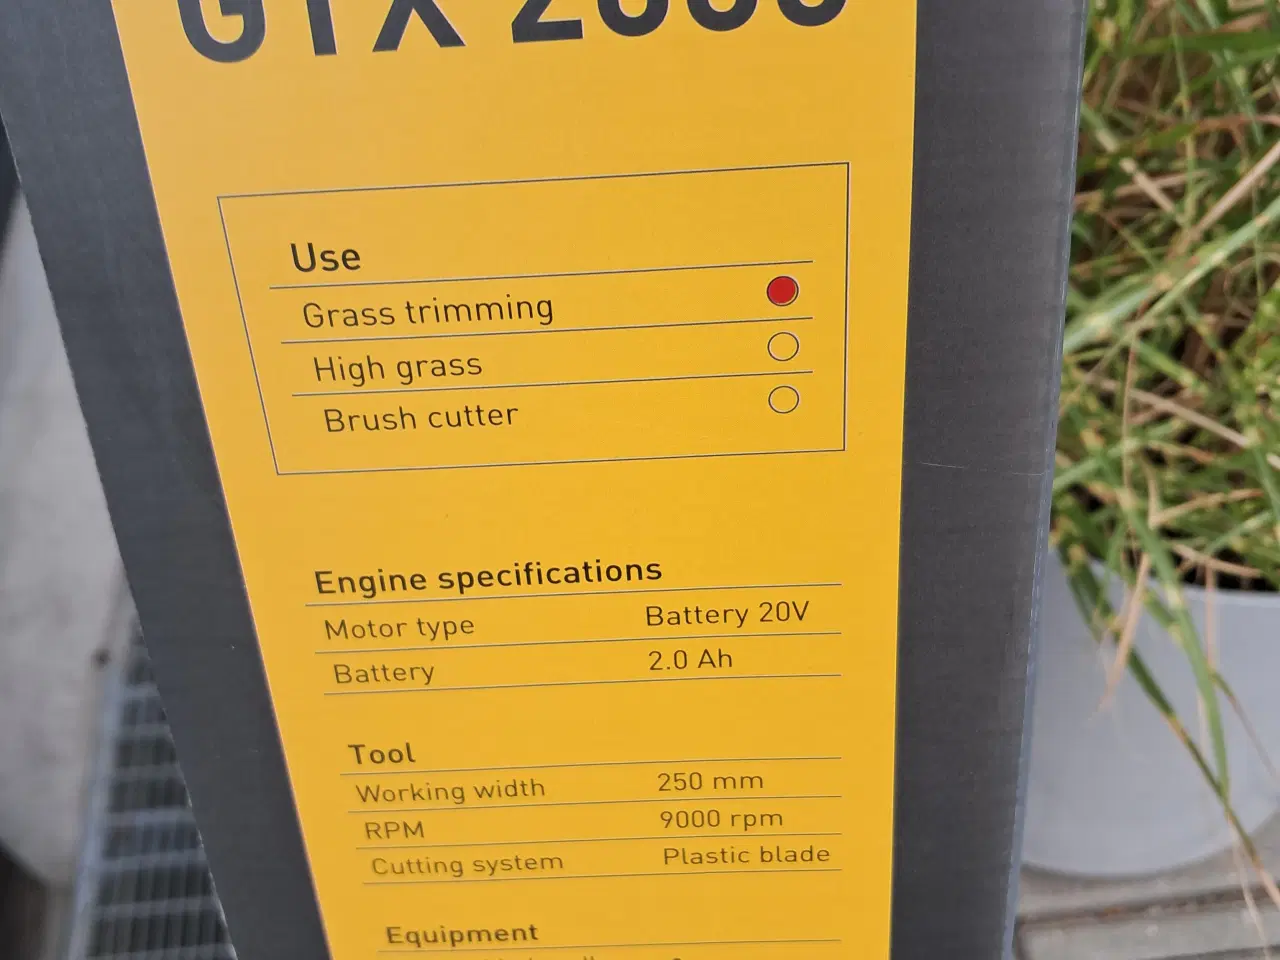 Use
Grass trimming
High grass
Brush cutter
Engine specifications
Motor type Battery 20V
Battery 2.0 Ah
Tool
Working width 250 mm
RPM 9000 rpm
Cutting system Plastic blade
Equipment